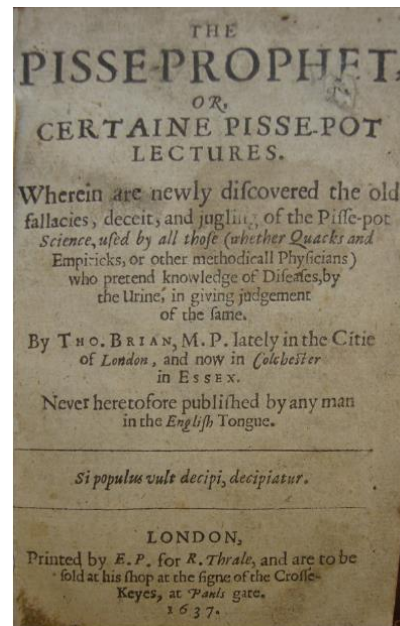 THE
PISSE-PROPHET,
OR,
CERTAINE PISSE-POT
LECTURES.
Wherein are newly diſcovered the old
fallacies, deceit, and jugling of the Piſſe-pot
Science, uſed by all thoſe (whether Quacks and
Empiricks, or other methodicall Phyſicians)
who pretend knowledge of Diſeaſes, by
the Urine, in giving judgement
of the ſame.
By THO. BRIAN, M.P. lately in the Citie
of London, and now in Colcheſter
in ESSEX.
Never heretofore publiſhed by any man
in the Engliſh Tongue.
Si populus vult decipi, decipiatur.
LONDON,
Printed by E.P. for R. Thrale, and are to be
ſold at his ſhop at the ſigne of the Croſſe-
Keyes, at Pauls gate.
1637.